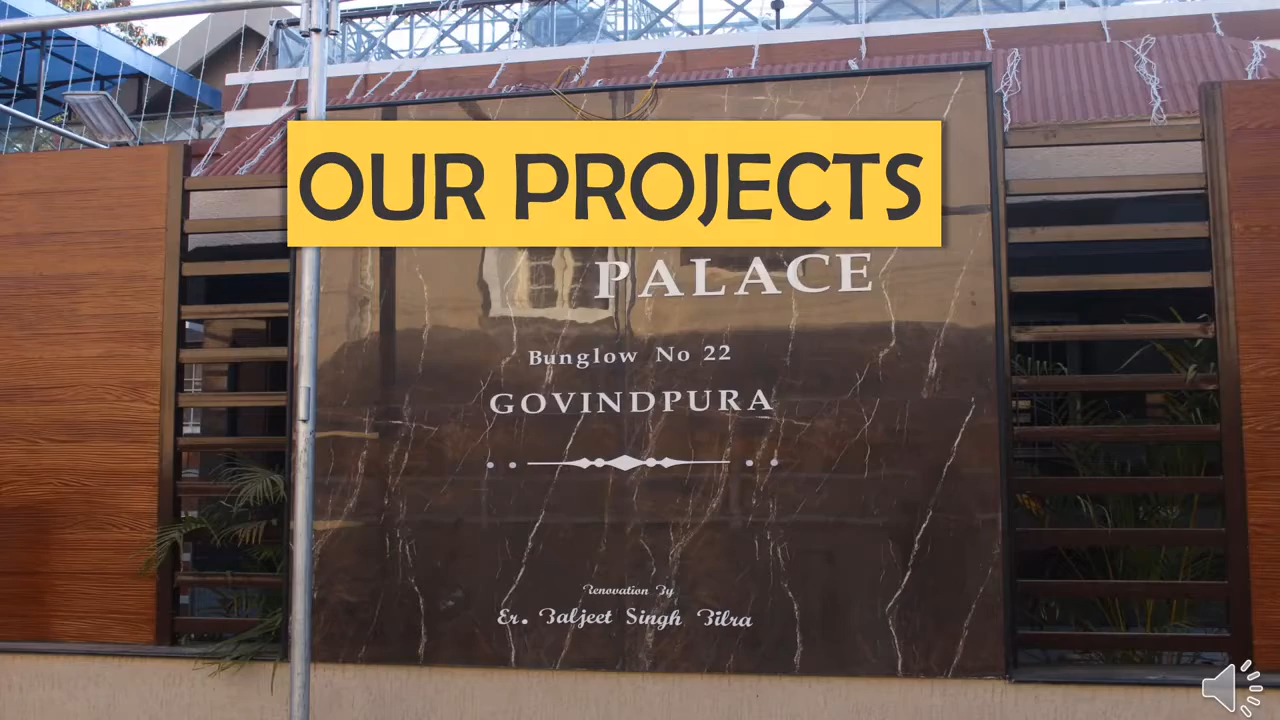 OUR PROJECTS
PALACE
Bunglow No 22
GOVINDPURA
Renovation By
Er. Baljeet Singh Bilra